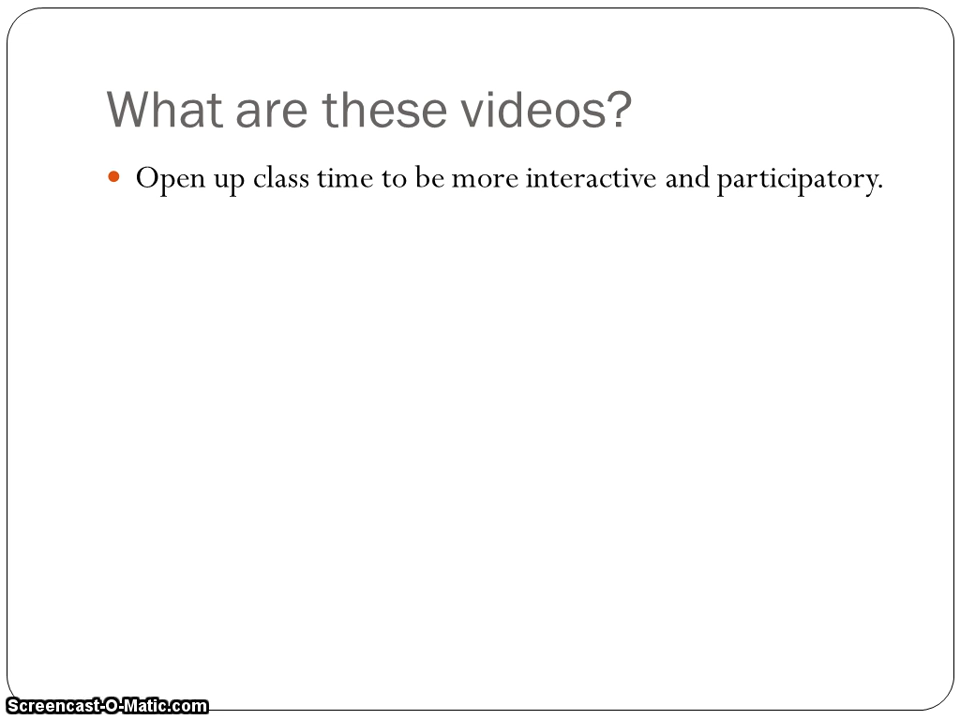 What are these videos?
Open up class time to be more interactive and participatory.
Screencast-O-Matic.com